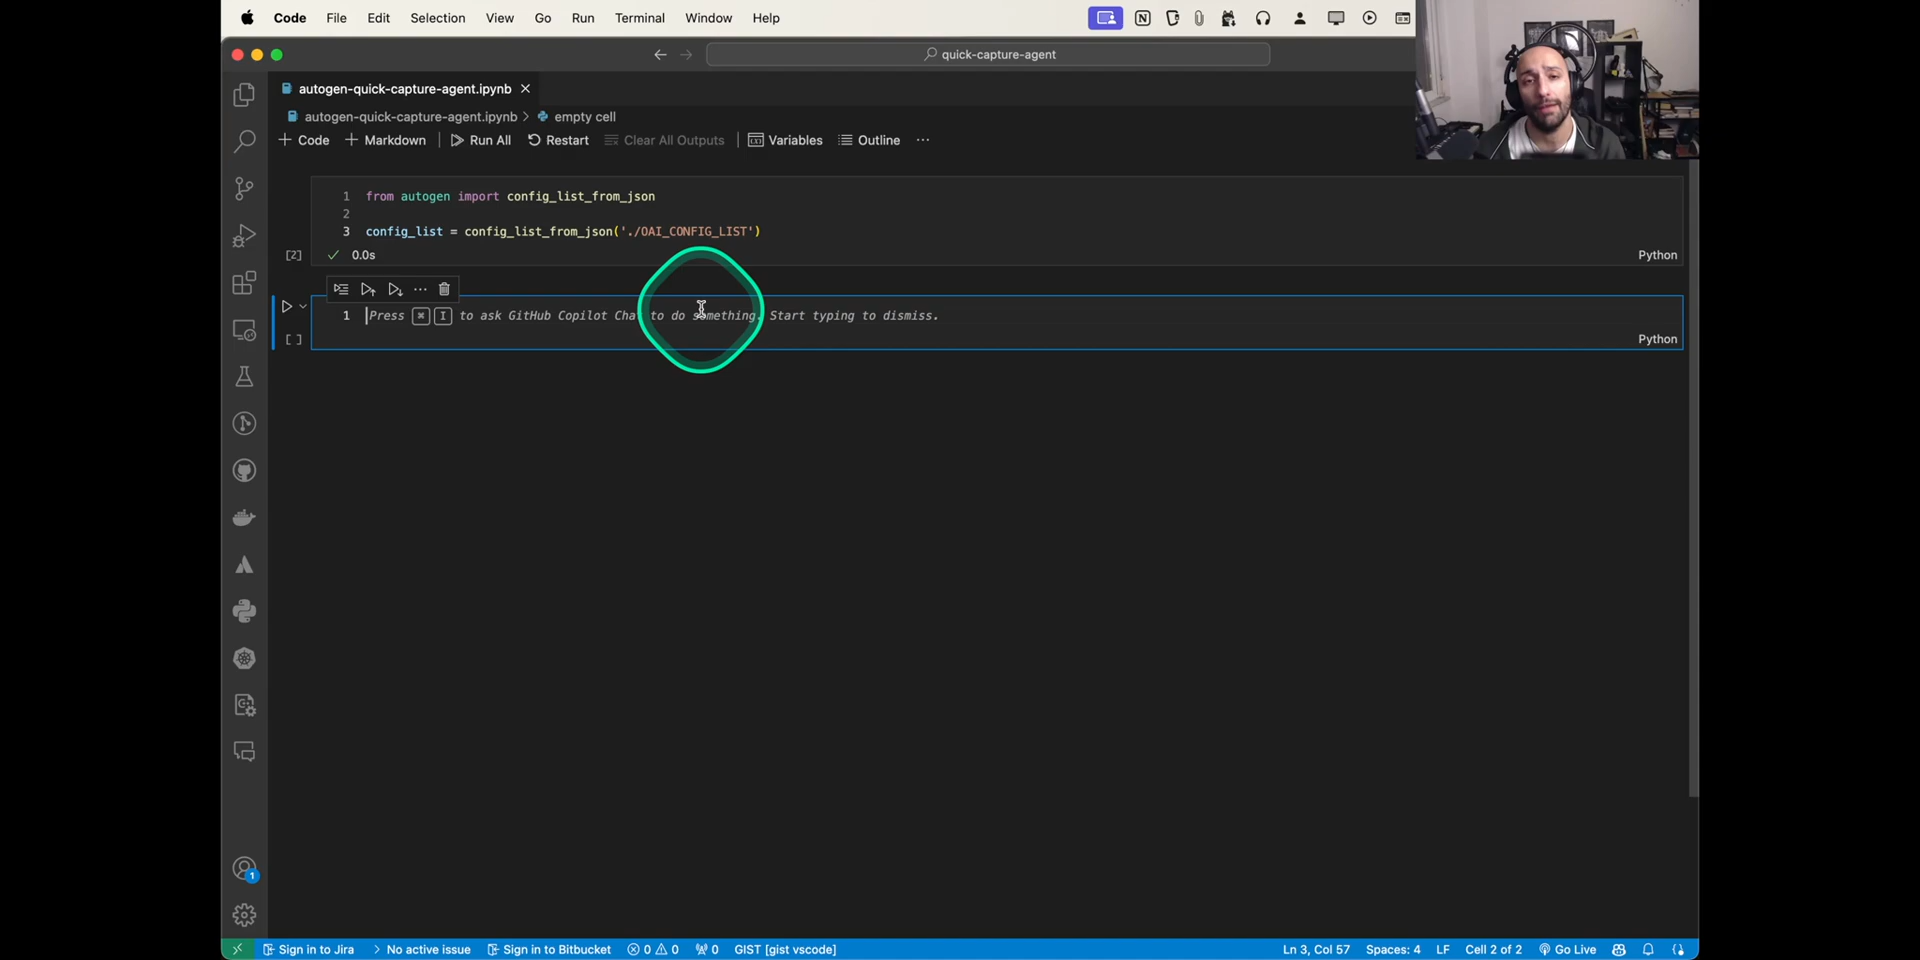 Code File Edit Selection View Go Run Terminal Window Help
quick-capture-agent
autogen-quick-capture-agent.ipynb
autogen-quick-capture-agent.ipynb > empty cell
+ Code + Markdown Run All Restart Clear All Outputs Variables Outline ...
1 from autogen import config_list_from_json
2
3 config_list = config_list_from_json('./OAI_CONFIG_LIST')
[2] 0.0s Python
1 Press ⌘ I to ask GitHub Copilot Chat to do something. Start typing to dismiss.
[ ] Python
1
Sign in to Jira No active issue Sign in to Bitbucket 0 0 0 GIST [gist vscode] Ln 3, Col 57 Spaces: 4 LF Cell 2 of 2 Go Live